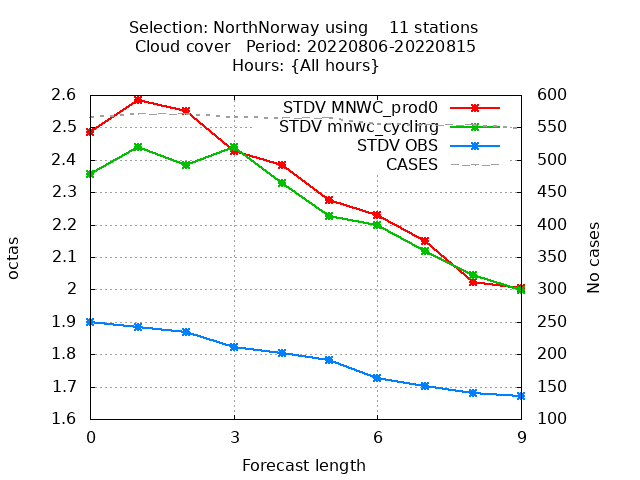 Selection: NorthNorway using    11 stations
Cloud cover   Period: 20220806-20220815
Hours: {All hours}
STDV MNWC_prod0
STDV mnwc_cycling
STDV OBS
CASES
octas
No cases
2.6
2.5
2.4
2.3
2.2
2.1
2
1.9
1.8
1.7
1.6
600
550
500
450
400
350
300
250
200
150
100
0
3
6
9
Forecast length